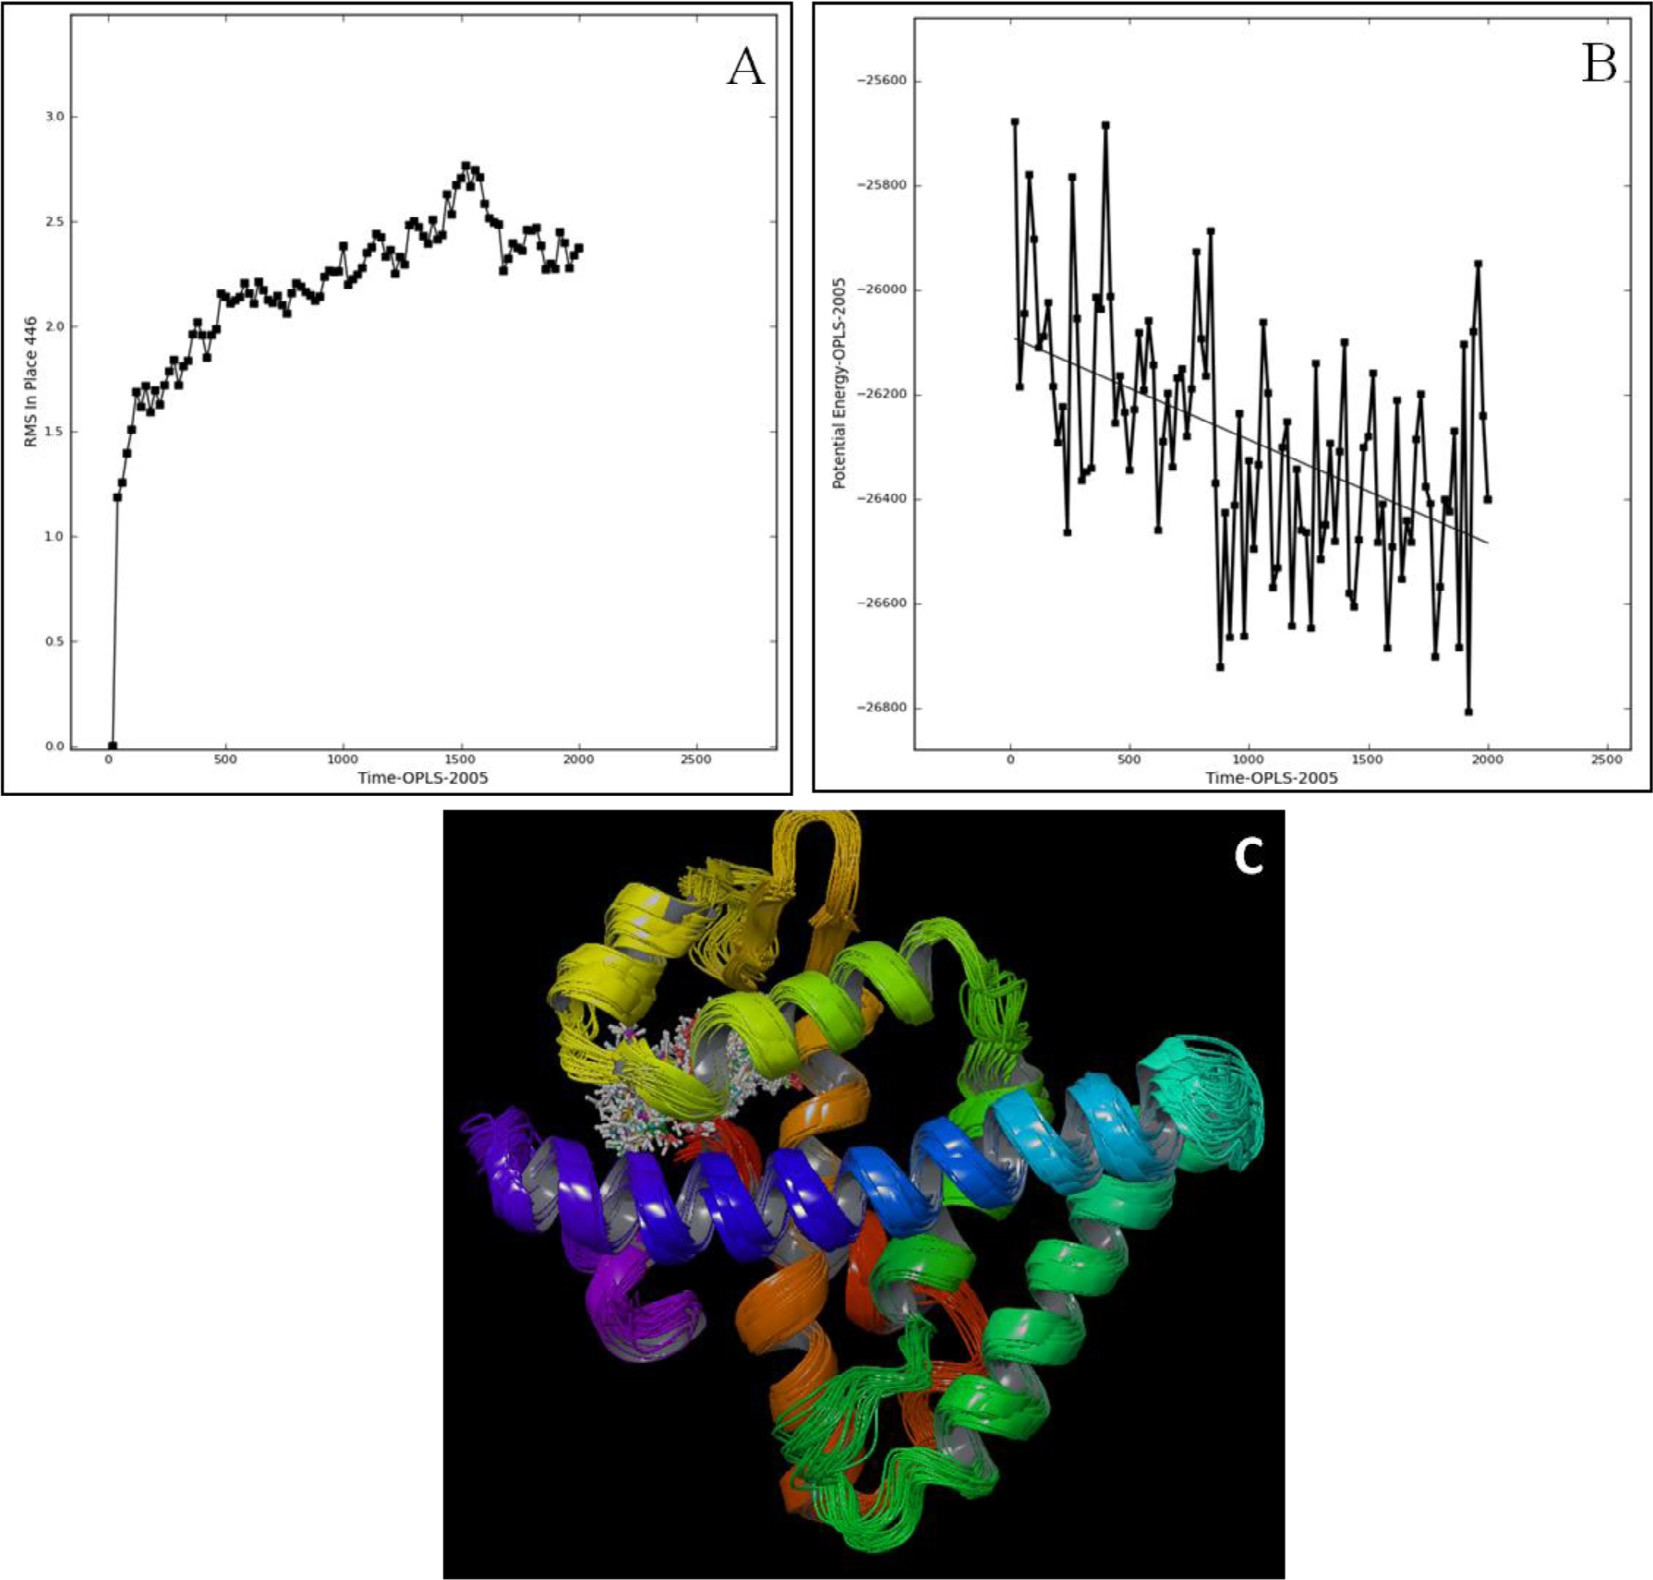 A
3.0
2.5
2.0
1.5
1.0
0.5
0.0
RMS In Place 446
0 500 1000 1500 2000 2500
Time-OPLS-2005
B
−25600
−25800
−26000
−26200
−26400
−26600
−26800
Potential Energy-OPLS-2005
0 500 1000 1500 2000 2500
Time-OPLS-2005
C